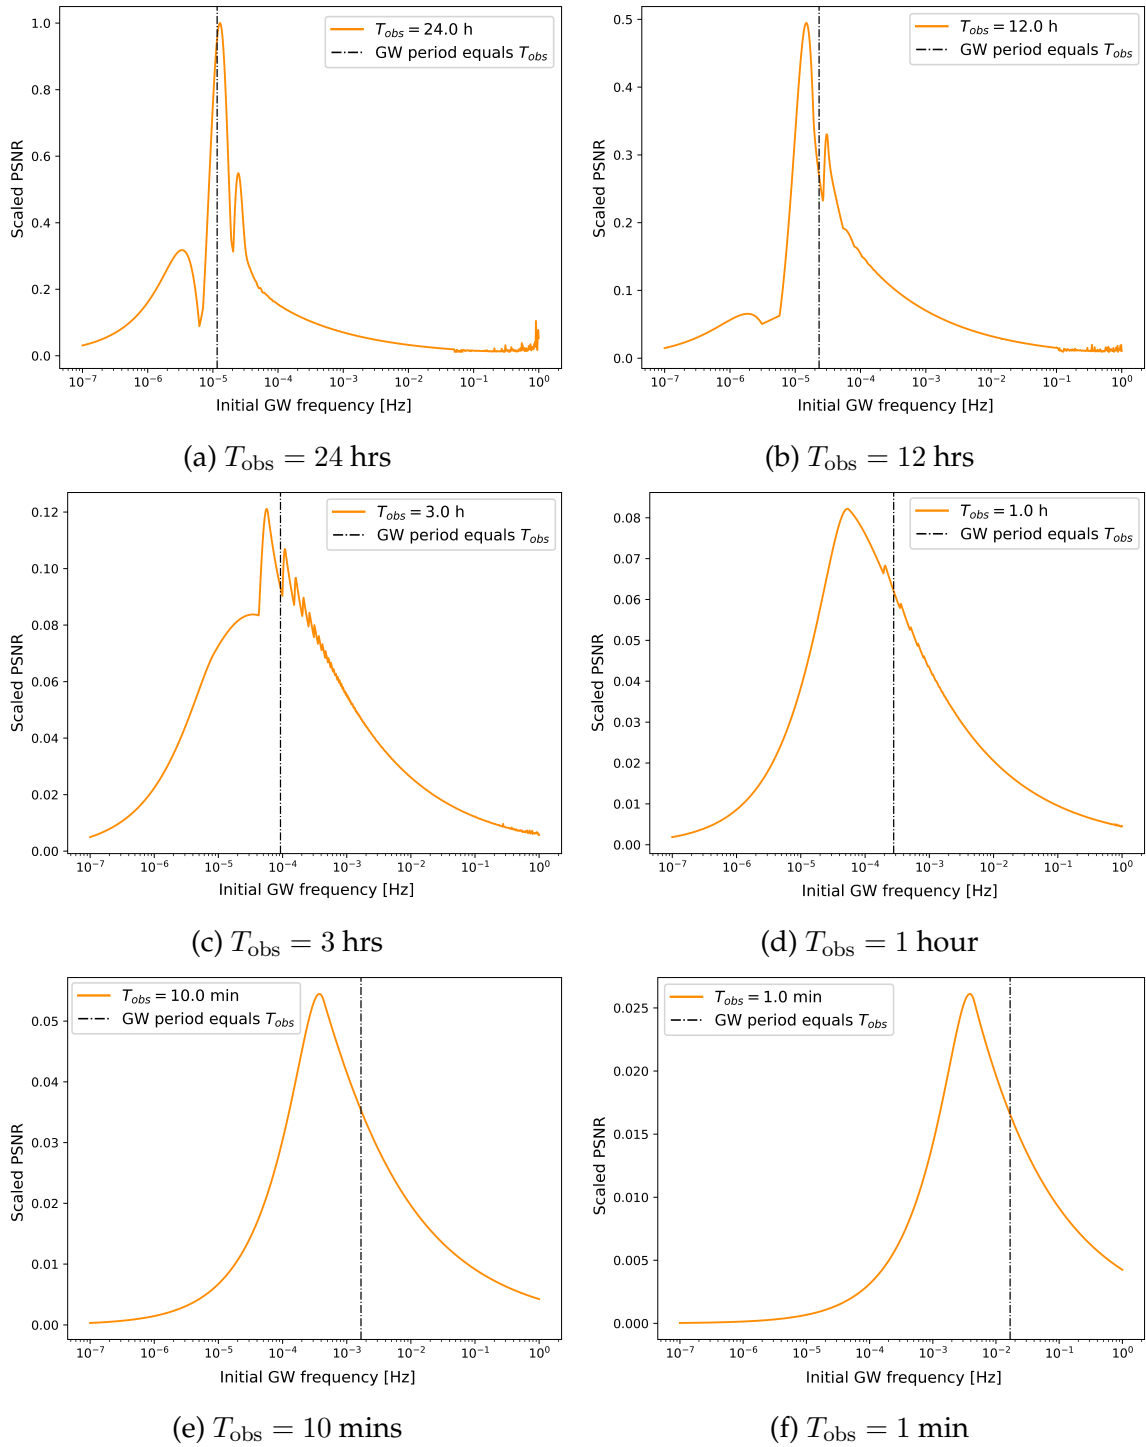 1.0
0.8
0.6
0.4
0.2
0.0
Scaled PSNR
T_obs = 24.0 h
GW period equals T_obs
10⁻⁷ 10⁻⁶ 10⁻⁵ 10⁻⁴ 10⁻³ 10⁻² 10⁻¹ 10⁰
Initial GW frequency [Hz]
(a) T_obs = 24 hrs
0.5
0.4
0.3
0.2
0.1
0.0
Scaled PSNR
T_obs = 12.0 h
GW period equals T_obs
10⁻⁷ 10⁻⁶ 10⁻⁵ 10⁻⁴ 10⁻³ 10⁻² 10⁻¹ 10⁰
Initial GW frequency [Hz]
(b) T_obs = 12 hrs
0.12
0.10
0.08
0.06
0.04
0.02
0.00
Scaled PSNR
T_obs = 3.0 h
GW period equals T_obs
10⁻⁷ 10⁻⁶ 10⁻⁵ 10⁻⁴ 10⁻³ 10⁻² 10⁻¹ 10⁰
Initial GW frequency [Hz]
(c) T_obs = 3 hrs
0.08
0.07
0.06
0.05
0.04
0.03
0.02
0.01
0.00
Scaled PSNR
T_obs = 1.0 h
GW period equals T_obs
10⁻⁷ 10⁻⁶ 10⁻⁵ 10⁻⁴ 10⁻³ 10⁻² 10⁻¹ 10⁰
Initial GW frequency [Hz]
(d) T_obs = 1 hour
0.05
0.04
0.03
0.02
0.01
0.00
Scaled PSNR
T_obs = 10.0 min
GW period equals T_obs
10⁻⁷ 10⁻⁶ 10⁻⁵ 10⁻⁴ 10⁻³ 10⁻² 10⁻¹ 10⁰
Initial GW frequency [Hz]
(e) T_obs = 10 mins
0.025
0.020
0.015
0.010
0.005
0.000
Scaled PSNR
T_obs = 1.0 min
GW period equals T_obs
10⁻⁷ 10⁻⁶ 10⁻⁵ 10⁻⁴ 10⁻³ 10⁻² 10⁻¹ 10⁰
Initial GW frequency [Hz]
(f) T_obs = 1 min